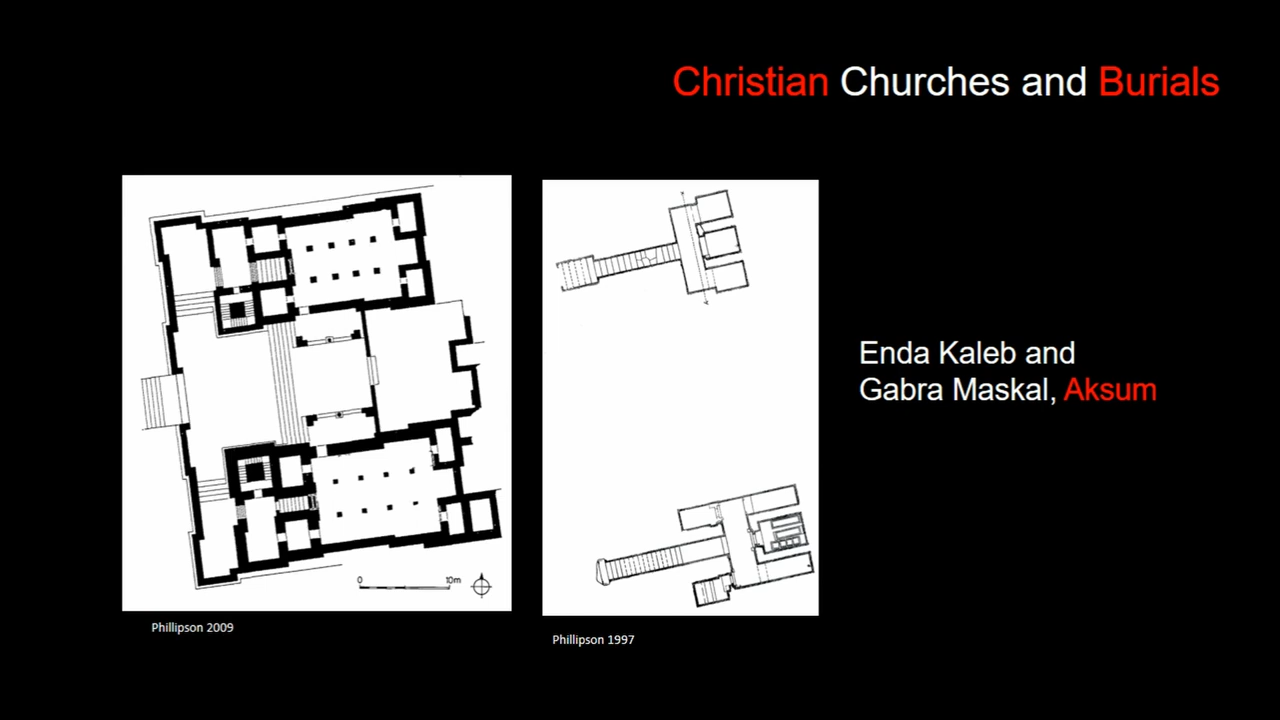 Christian Churches and Burials
Enda Kaleb and
Gabra Maskal, Aksum
0 10m
Phillipson 2009
Phillipson 1997